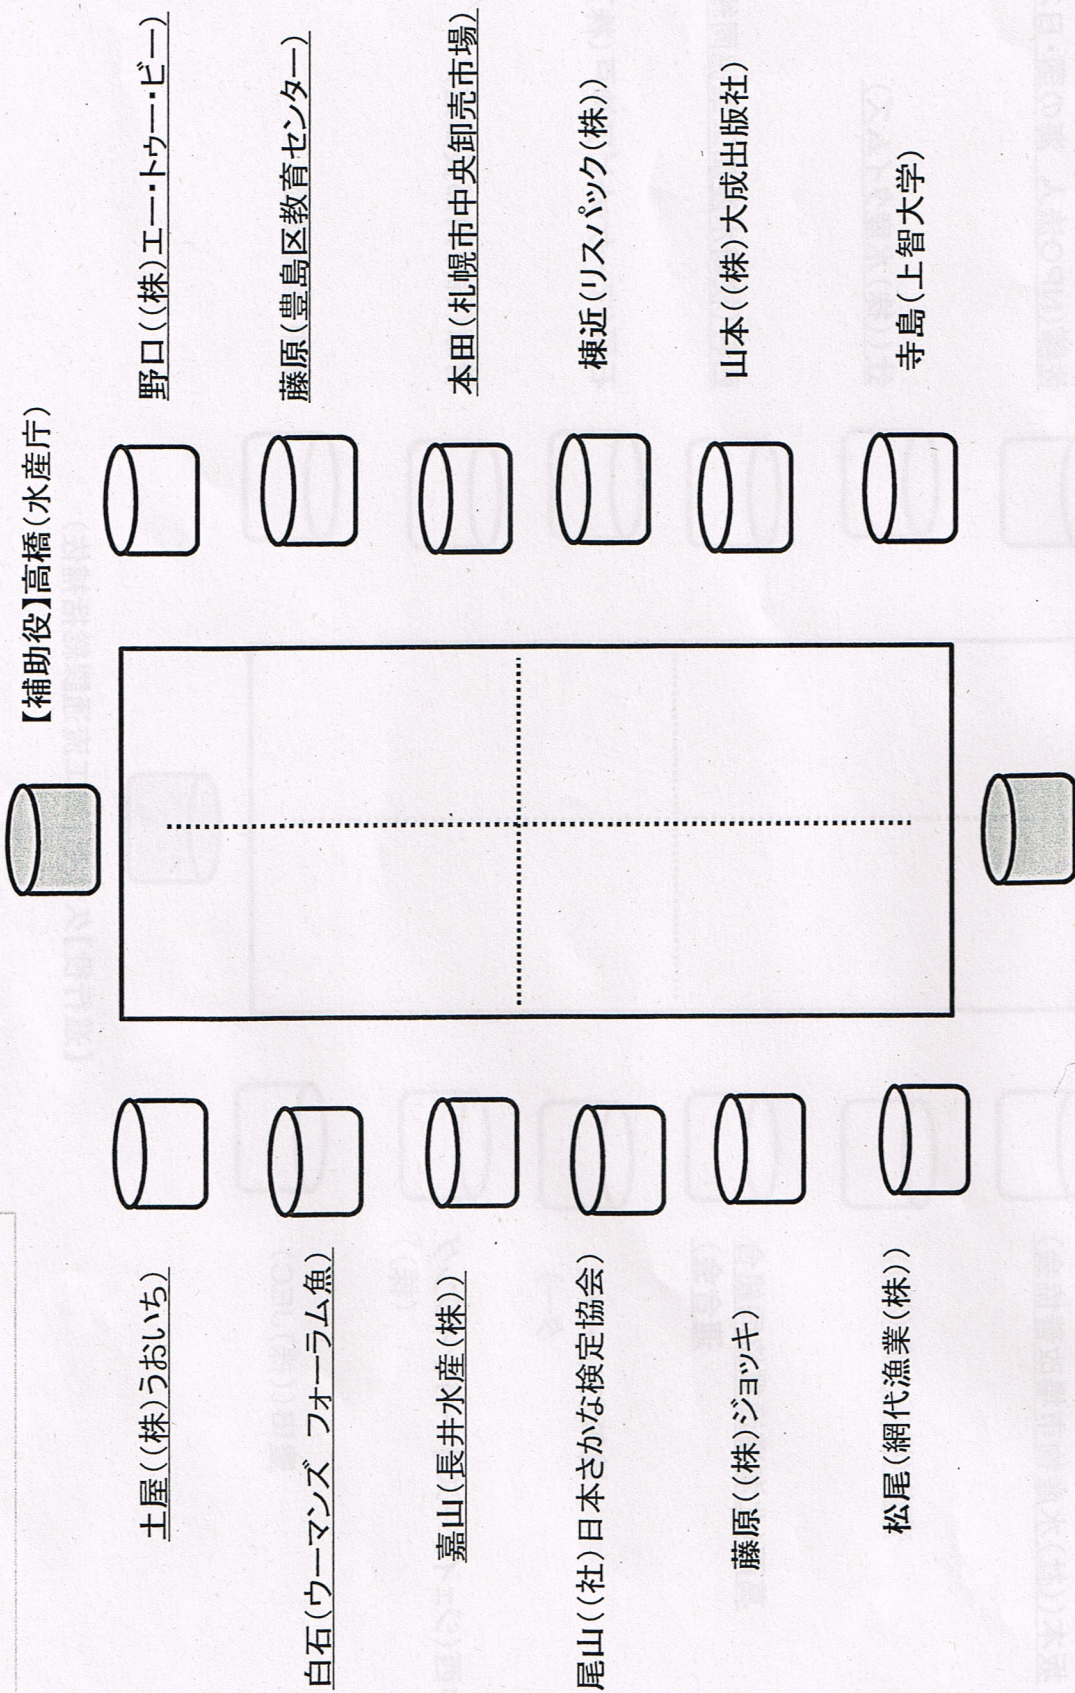 【補助役】高橋(水産庁)
野口((株)エー・トゥー・ビー)
藤原(豊島区教育センター)
本田(札幌市中央卸売市場)
棟近(リスパック(株))
山本((株)大成出版社)
寺島(上智大学)
土屋((株)うおいち)
白石(ウーマンズ フォーラム魚)
嘉山(長井水産(株))
尾山((社)日本さかな検定協会)
藤原((株)ジョッキ)
松尾(網代漁業(株))